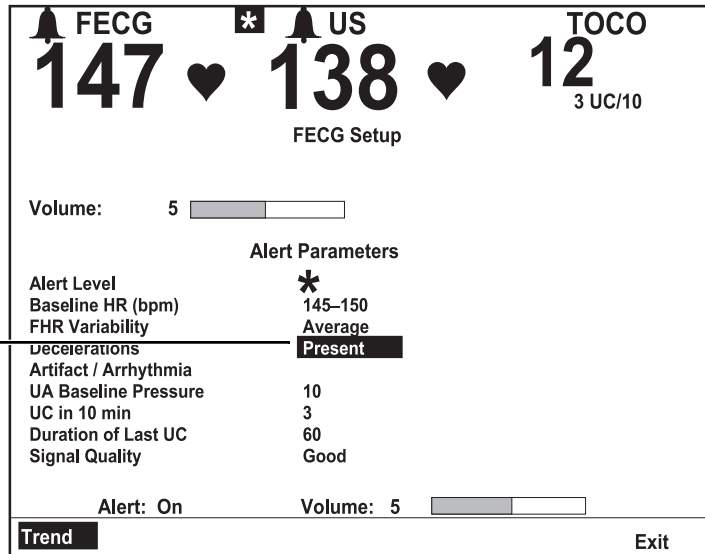 FECG * US TOCO
147 138 12
3 UC/10
FECG Setup
Volume: 5
Alert Parameters
Alert Level *
Baseline HR (bpm) 145–150
FHR Variability Average
Decelerations Present
Artifact / Arrhythmia
UA Baseline Pressure 10
UC in 10 min 3
Duration of Last UC 60
Signal Quality Good
Alert: On Volume: 5
Trend Exit